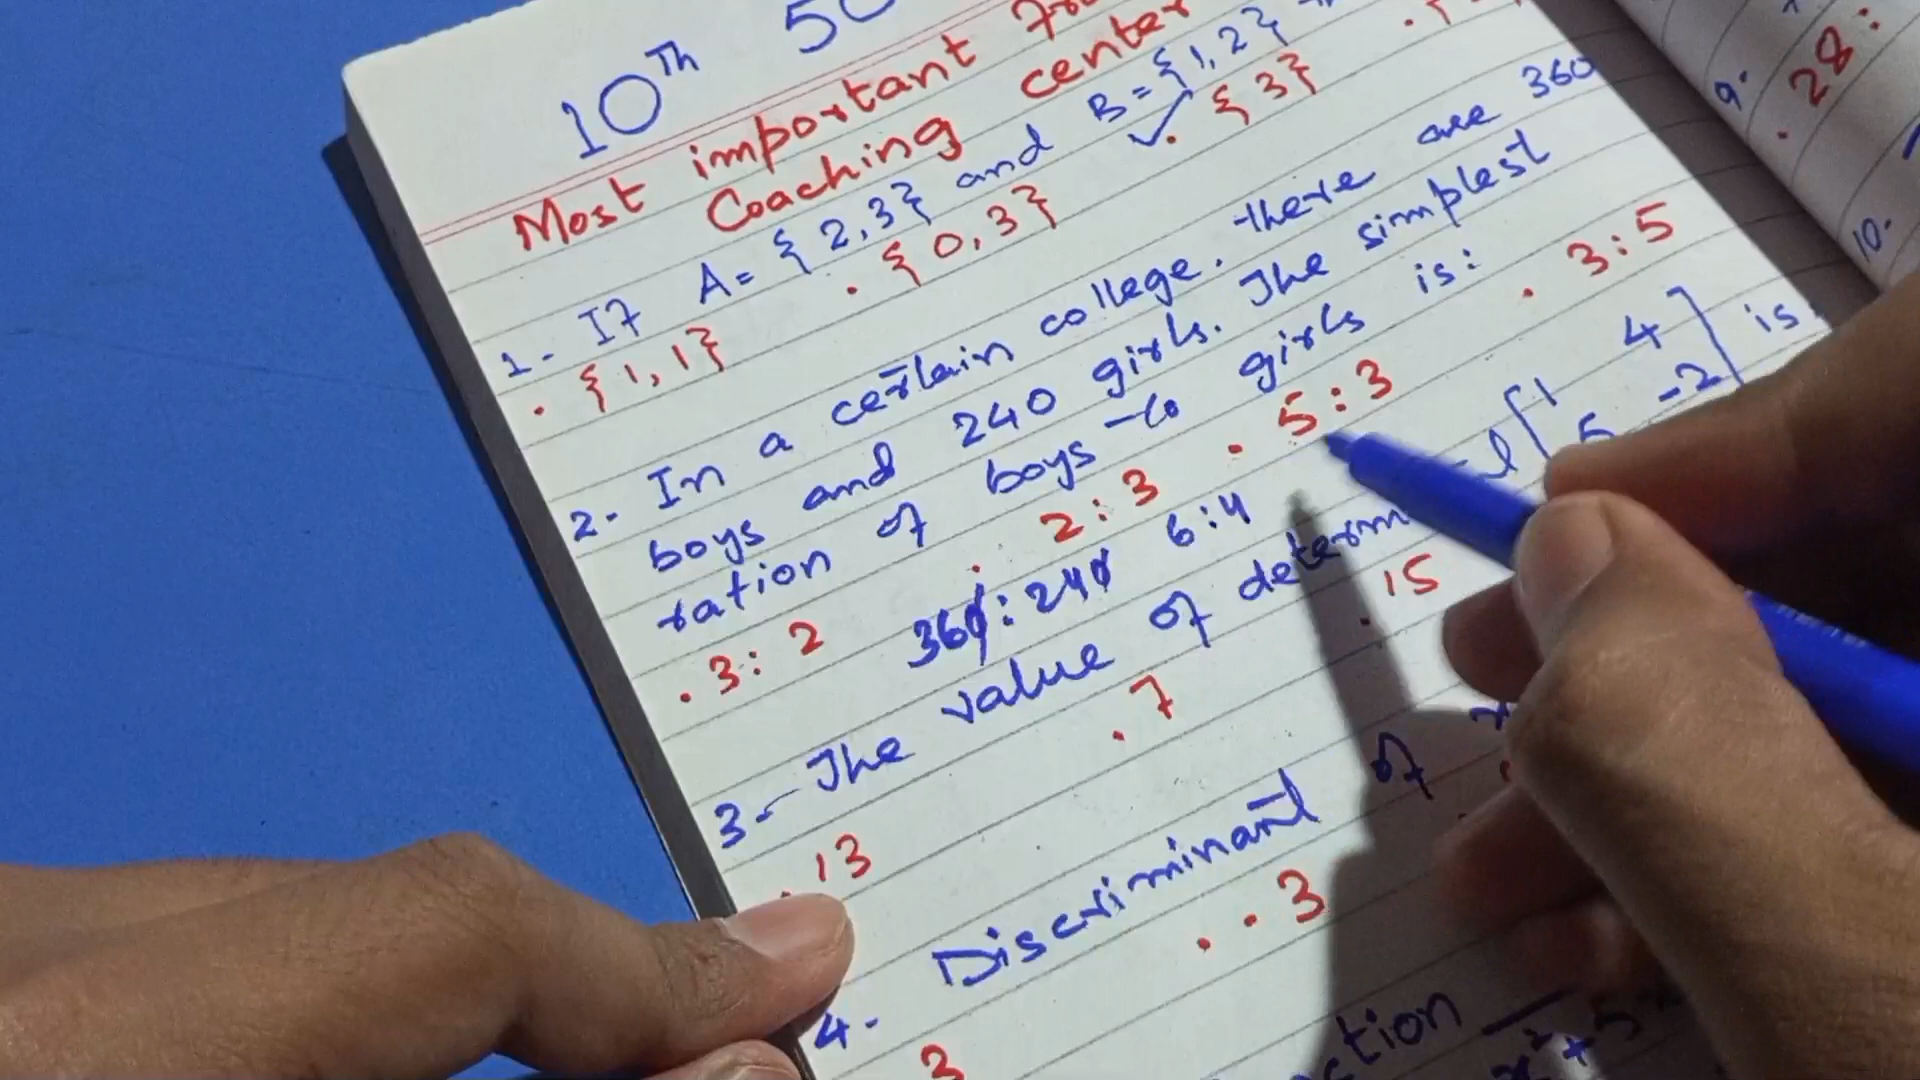 10Th
Most important
Coaching center
1- If A= {2,3} and B={1,2}
. {1,1} . {0,3} . {3}
2- In a certain college. there are 360
boys and 240 girls. The simplest
ration of boys to girls is:
. 3:2 . 2:3 . 5:3 . 3:5
360:240 6:4
3- The value of is
1 4
5 -2
. 13 . 7 . 15
4- Discriminant of
3 . . 3
9.
. 28:
10.